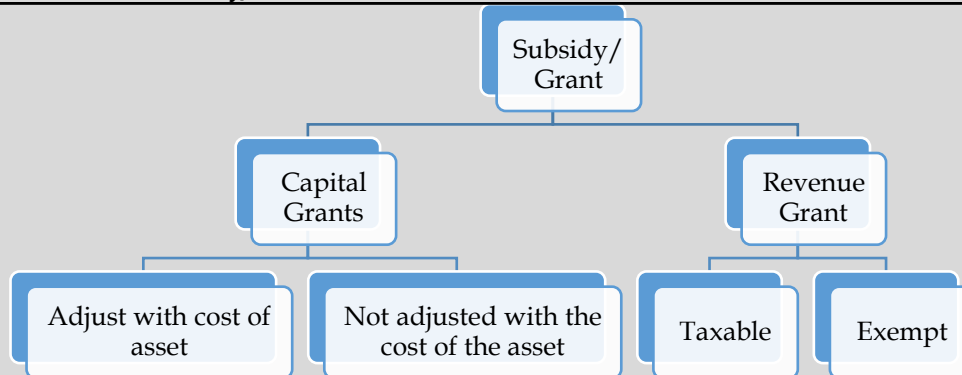 Subsidy/
Grant
Capital
Grants
Revenue
Grant
Adjust with cost of
asset
Not adjusted with the
cost of the asset
Taxable
Exempt